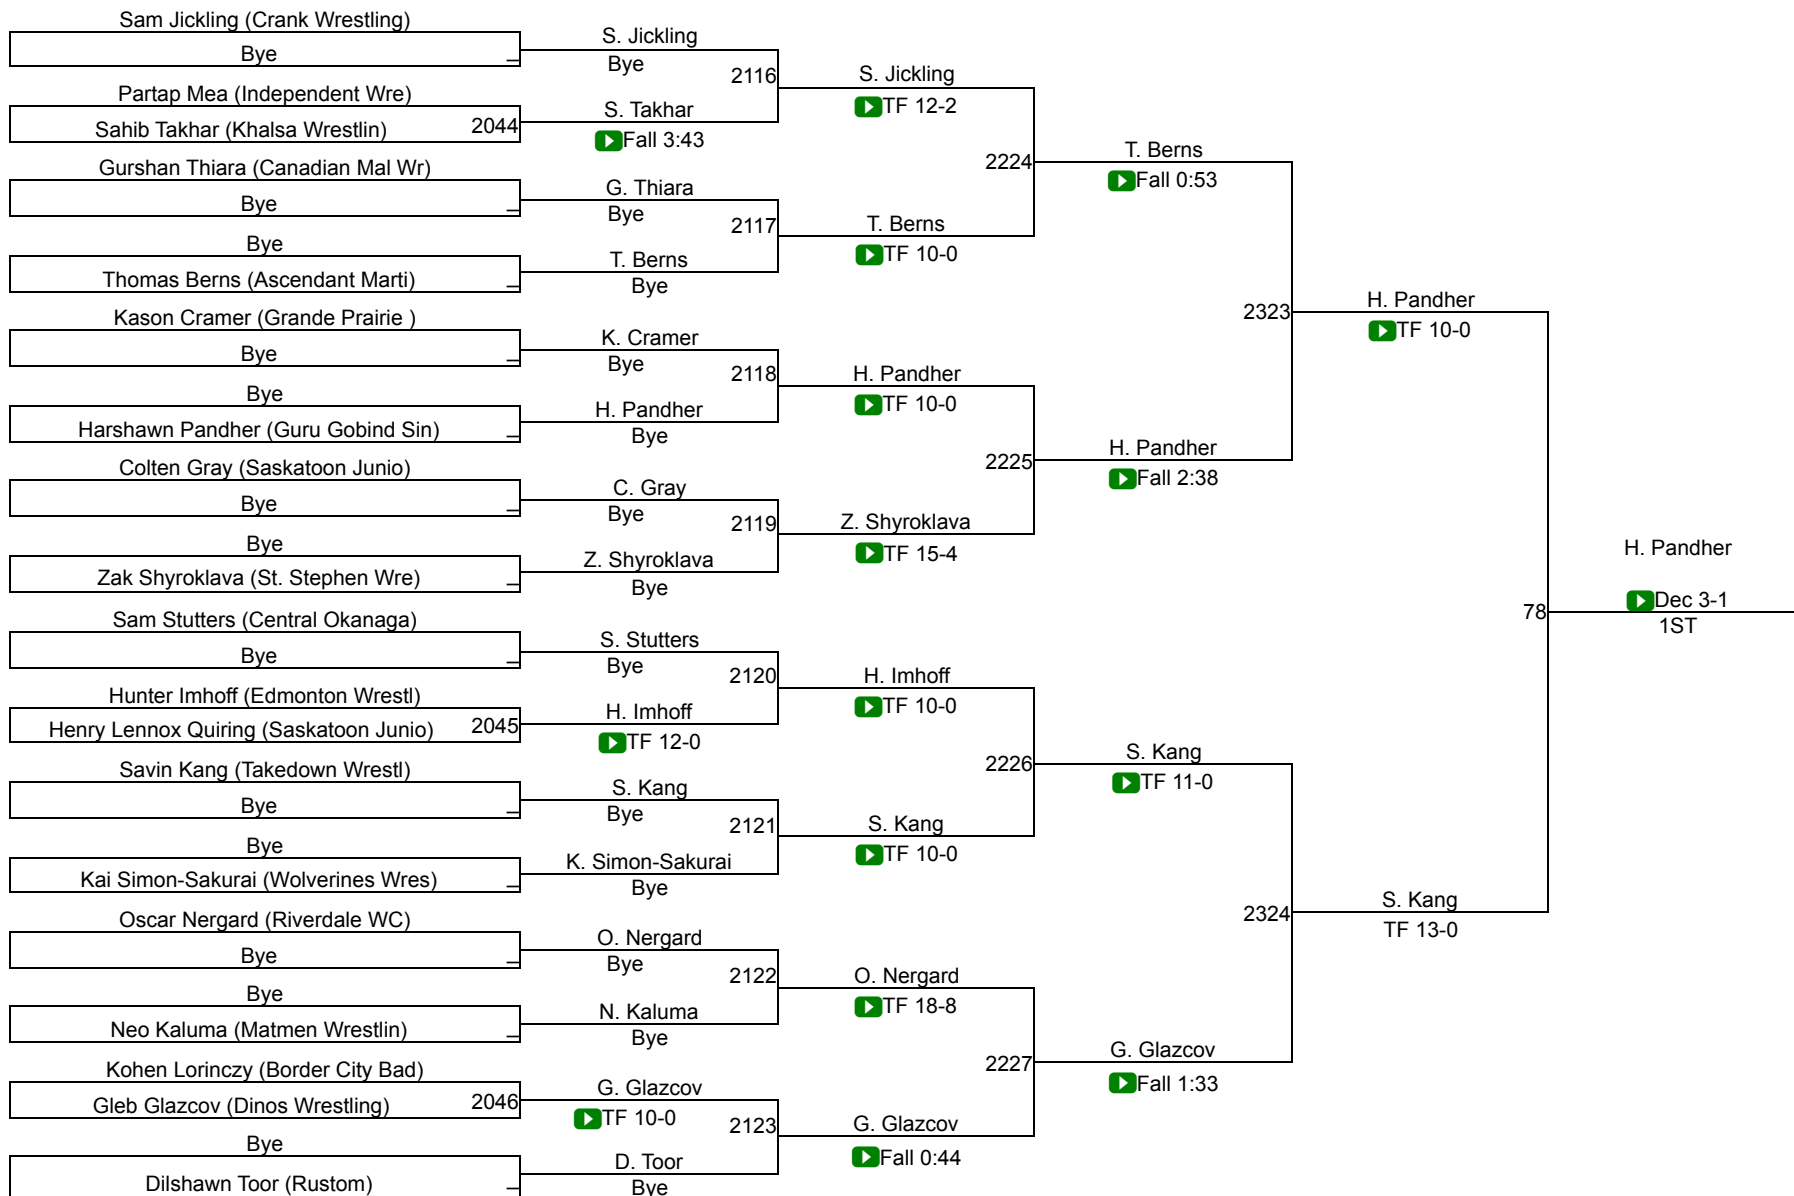 Sam Jickling (Crank Wrestling)
Bye
Partap Mea (Independent Wre)
Sahib Takhar (Khalsa Wrestlin) 2044
Gurshan Thiara (Canadian Mal Wr)
Bye
Bye
Thomas Berns (Ascendant Marti)
Kason Cramer (Grande Prairie )
Bye
Bye
Harshawn Pandher (Guru Gobind Sin)
Colten Gray (Saskatoon Junio)
Bye
Bye
Zak Shyroklava (St. Stephen Wre)
Sam Stutters (Central Okanaga)
Bye
Hunter Imhoff (Edmonton Wrestl)
Henry Lennox Quiring (Saskatoon Junio) 2045
Savin Kang (Takedown Wrestl)
Bye
Bye
Kai Simon-Sakurai (Wolverines Wres)
Oscar Nergard (Riverdale WC)
Bye
Bye
Neo Kaluma (Matmen Wrestlin)
Kohen Lorinczy (Border City Bad)
Gleb Glazcov (Dinos Wrestling) 2046
Bye
Dilshawn Toor (Rustom)
S. Jickling
Bye
2116
S. Takhar
Fall 3:43
G. Thiara
Bye
2117
T. Berns
Bye
K. Cramer
Bye
2118
H. Pandher
Bye
C. Gray
Bye
2119
Z. Shyroklava
Bye
S. Stutters
Bye
2120
H. Imhoff
TF 12-0
S. Kang
Bye
2121
K. Simon-Sakurai
Bye
O. Nergard
Bye
2122
N. Kaluma
Bye
G. Glazcov
TF 10-0
2123
D. Toor
Bye
S. Jickling
TF 12-2
2224
T. Berns
TF 10-0
H. Pandher
TF 10-0
2225
Z. Shyroklava
TF 15-4
H. Imhoff
TF 10-0
2226
S. Kang
TF 10-0
O. Nergard
TF 18-8
2227
G. Glazcov
Fall 0:44
T. Berns
Fall 0:53
2323
H. Pandher
Fall 2:38
S. Kang
TF 11-0
2324
G. Glazcov
Fall 1:33
H. Pandher
TF 10-0
78
S. Kang
TF 13-0
H. Pandher
Dec 3-1
1ST